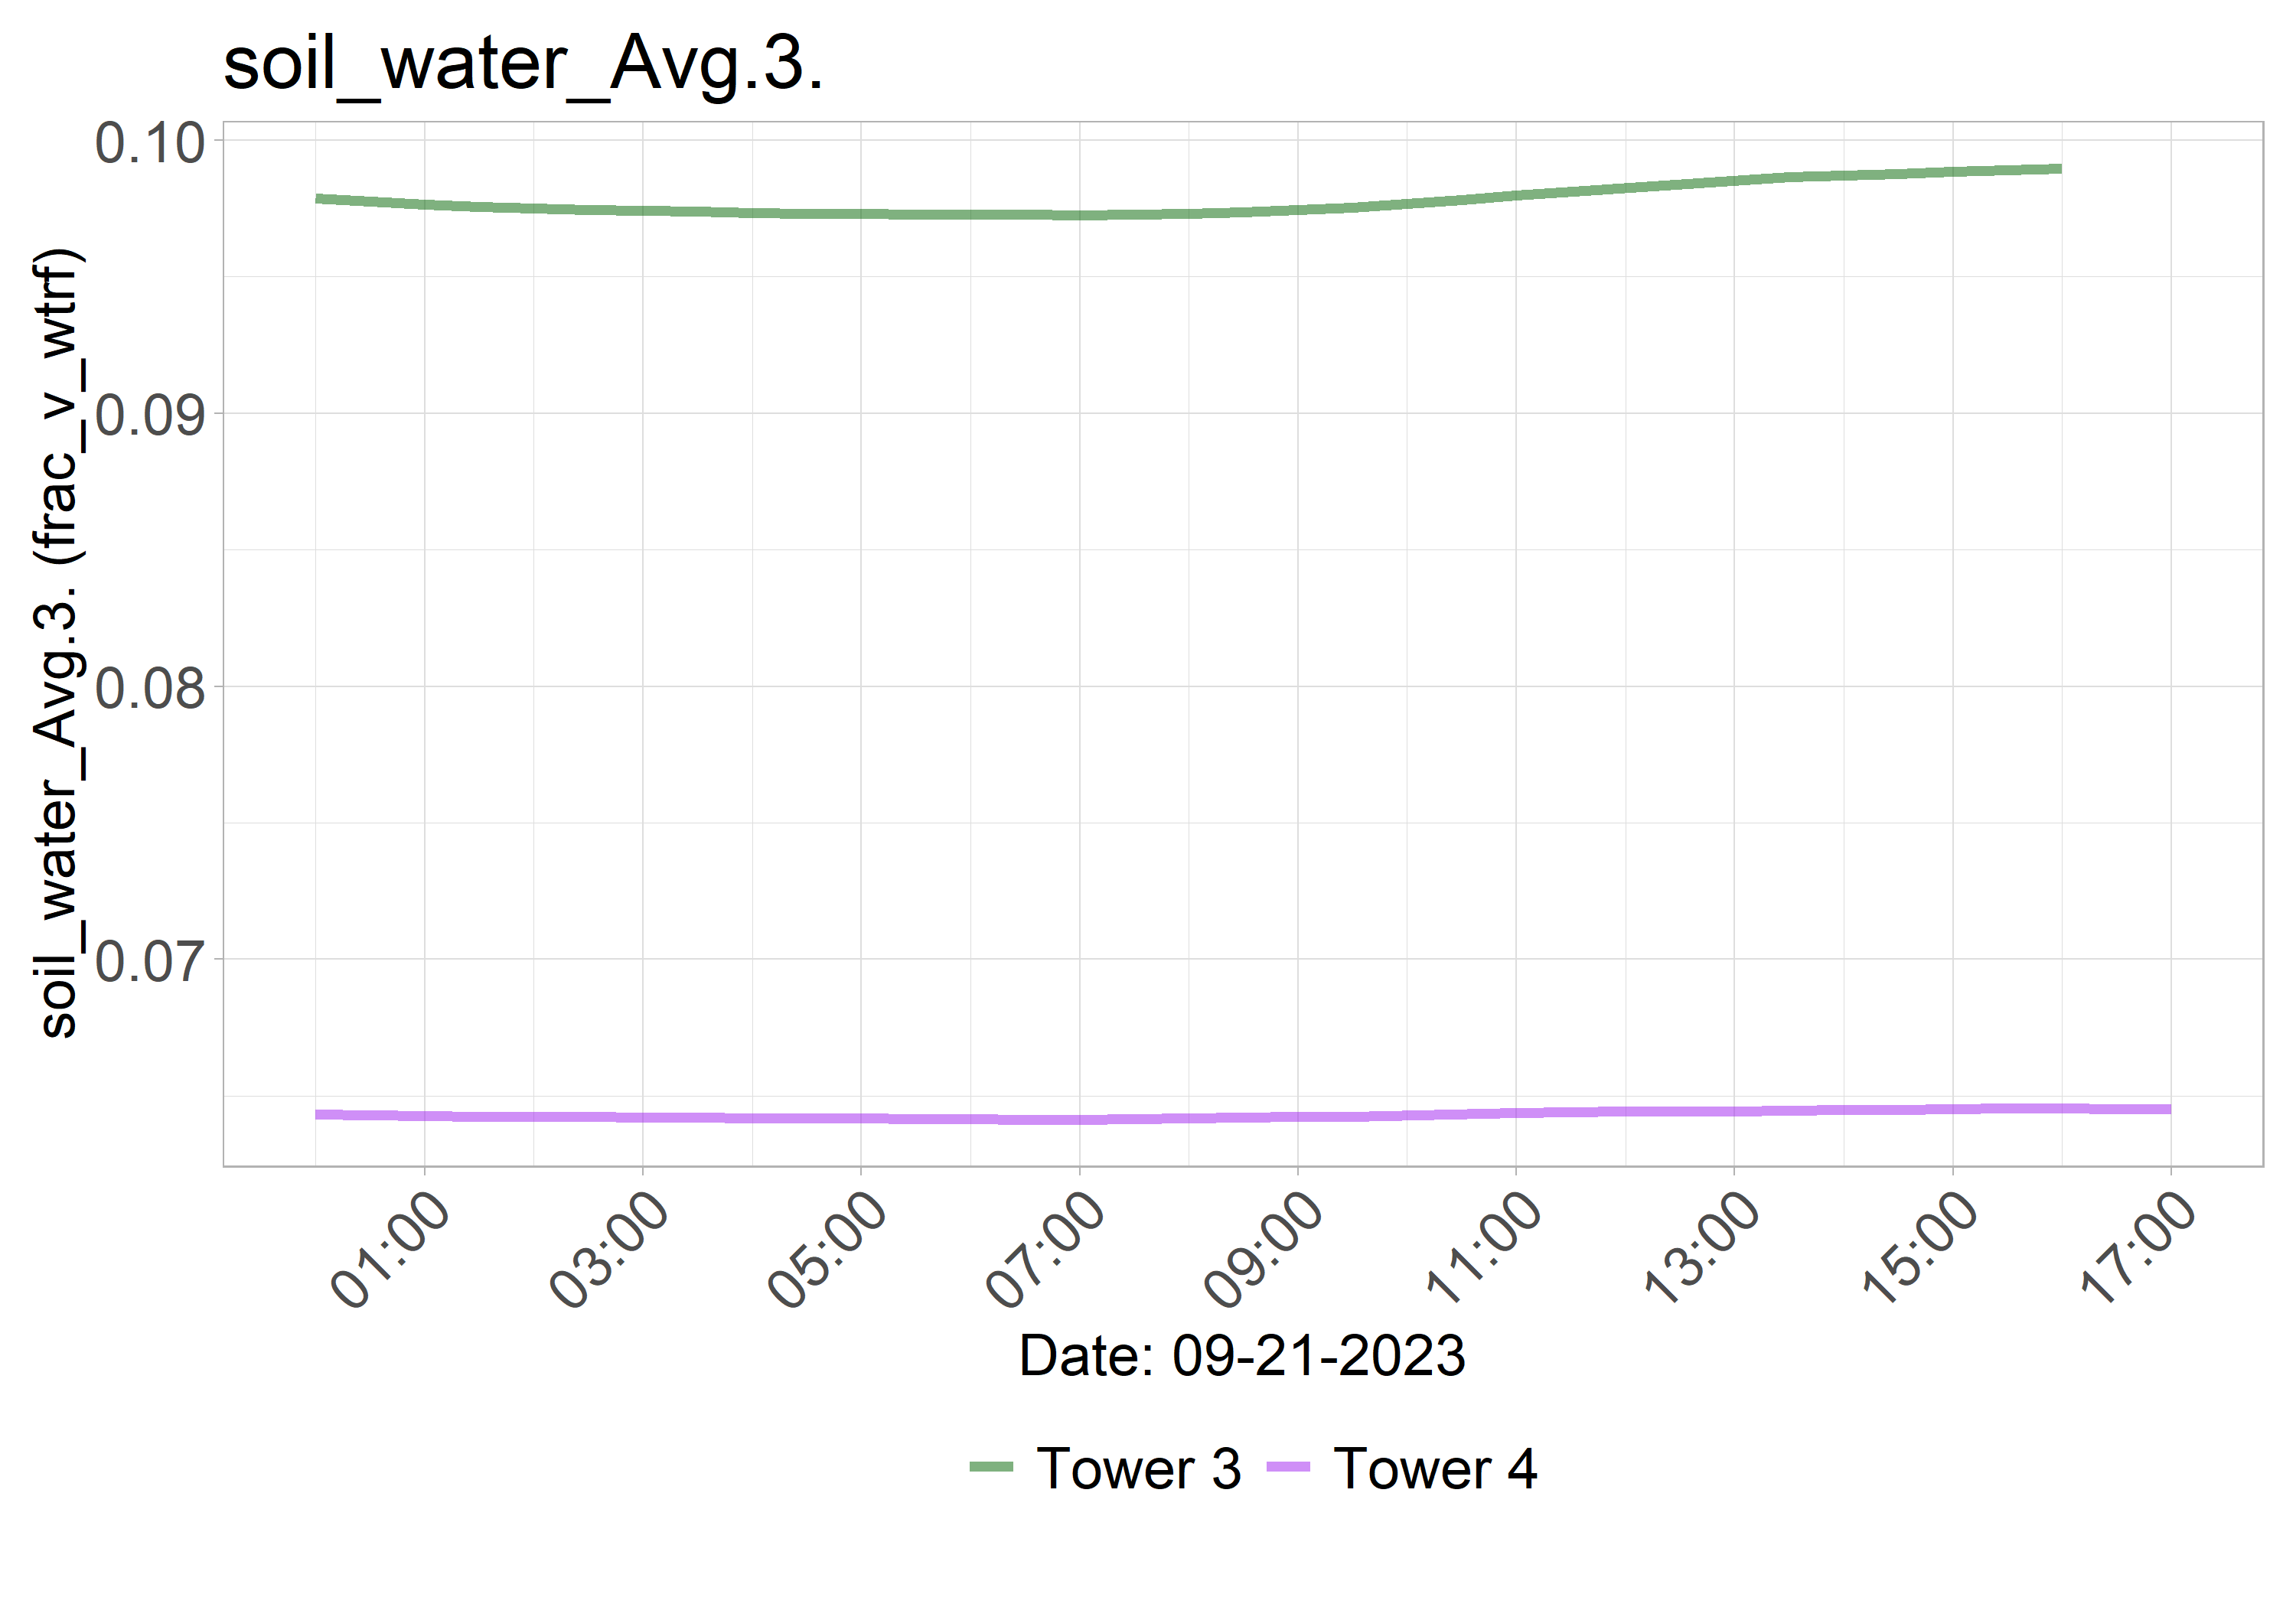 soil_water_Avg.3.
soil_water_Avg.3. (frac_v_wtrf)
0.10
0.09
0.08
0.07
01:00
03:00
05:00
07:00
09:00
11:00
13:00
15:00
17:00
Date: 09-21-2023
Tower 3
Tower 4